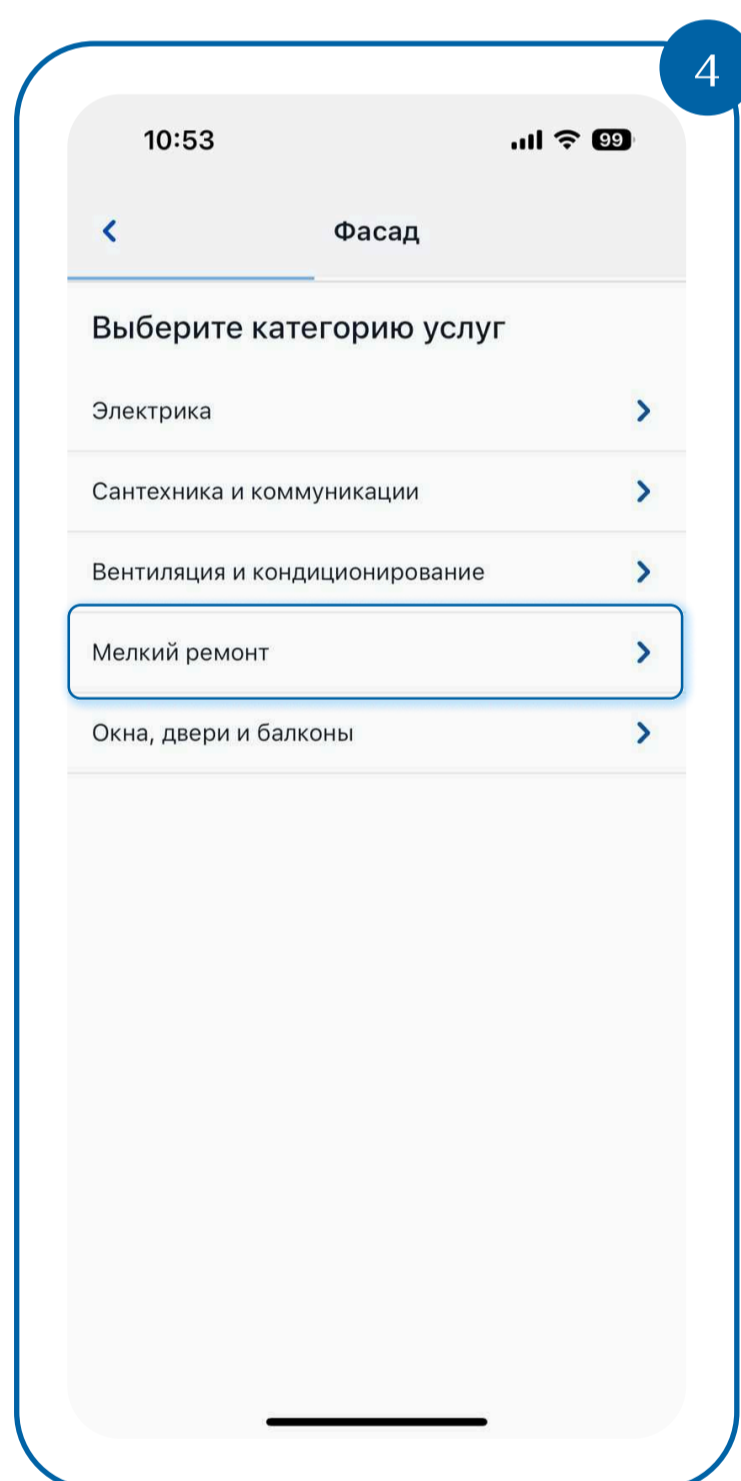 4
10:53
99
Фасад
Выберите категорию услуг
Электрика
Сантехника и коммуникации
Вентиляция и кондиционирование
Мелкий ремонт
Окна, двери и балконы